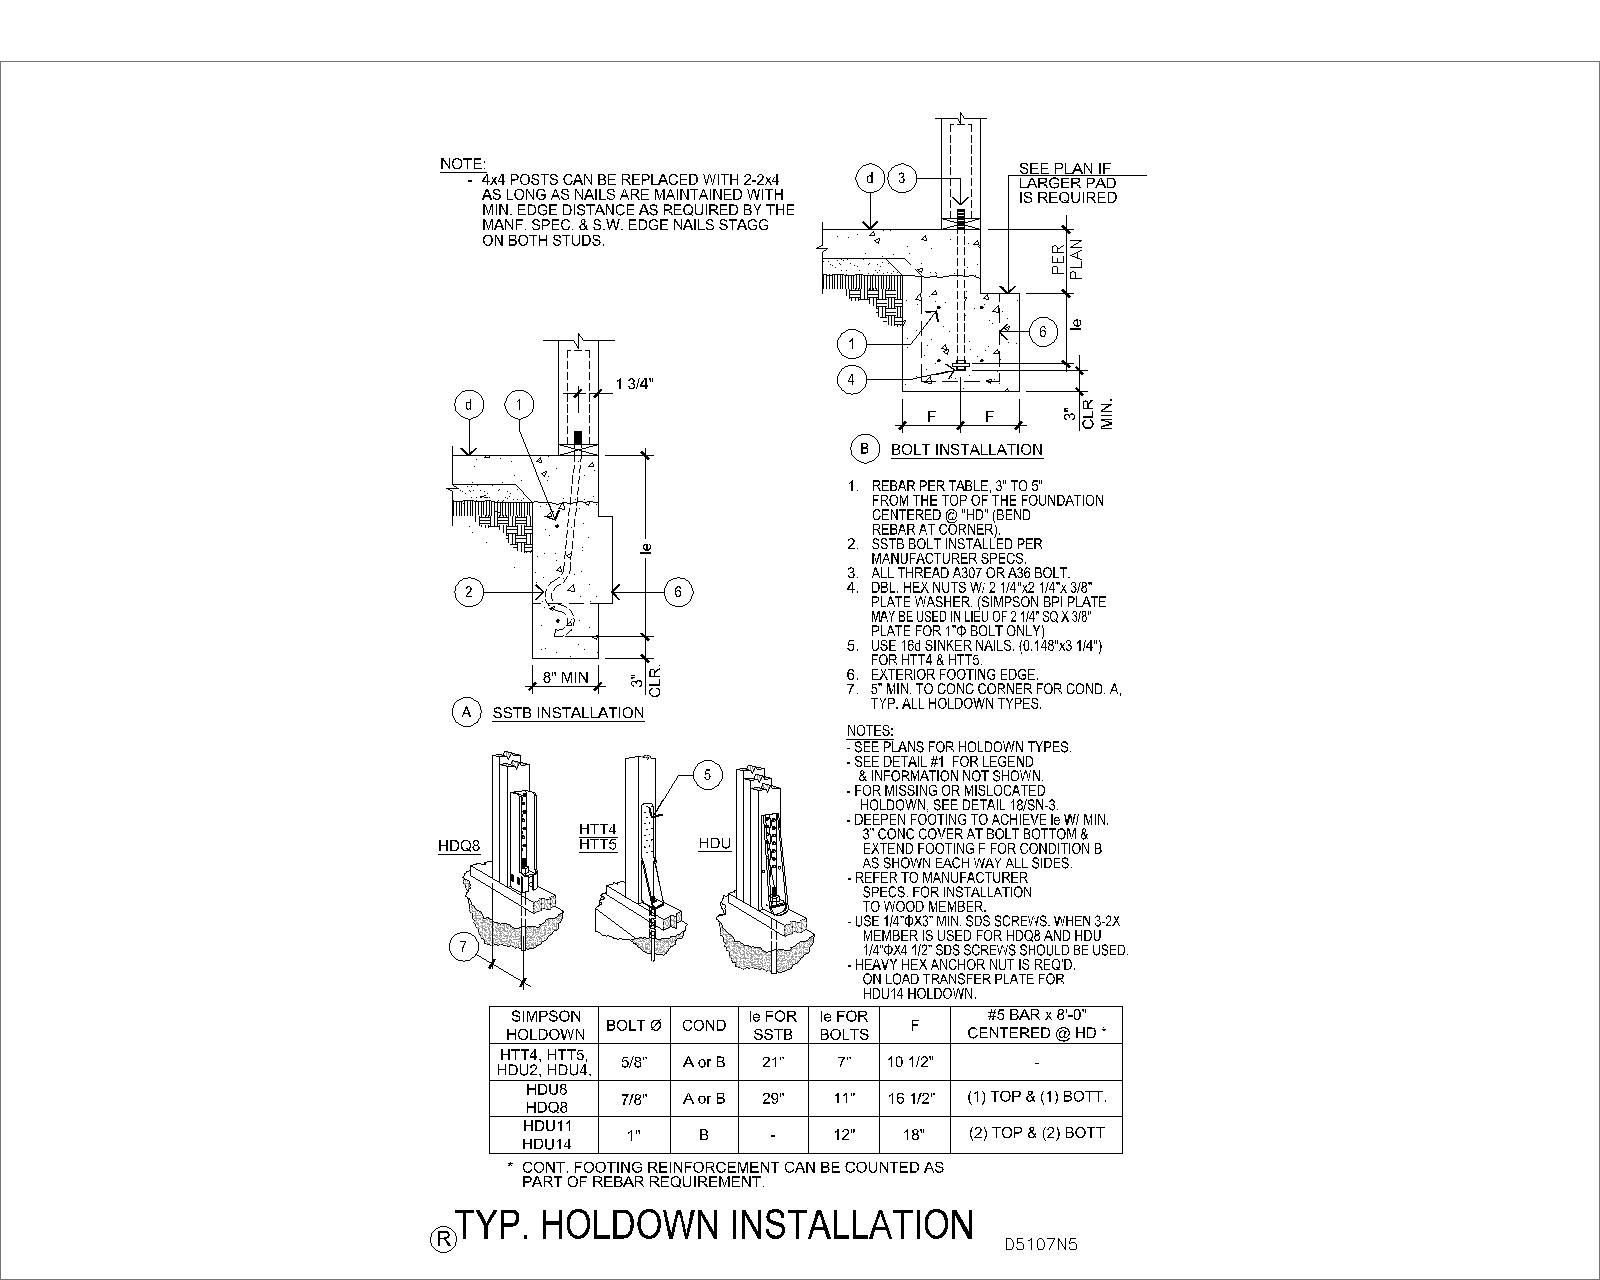 NOTE:
- 4x4 POSTS CAN BE REPLACED WITH 2-2x4
AS LONG AS NAILS ARE MAINTAINED WITH
MIN. EDGE DISTANCE AS REQUIRED BY THE
MANF. SPEC. & S.W. EDGE NAILS STAGG
ON BOTH STUDS.
d 3
SEE PLAN IF
LARGER PAD
IS REQUIRED
PER
PLAN
le
1
6
4
F F
3"
CLR
MIN.
B BOLT INSTALLATION
1 3/4"
d 1
le
2
6
8" MIN
3"
CLR.
A SSTB INSTALLATION
1. REBAR PER TABLE, 3" TO 5"
FROM THE TOP OF THE FOUNDATION
CENTERED @ "HD" (BEND
REBAR AT CORNER).
2. SSTB BOLT INSTALLED PER
MANUFACTURER SPECS.
3. ALL THREAD A307 OR A36 BOLT.
4. DBL. HEX NUTS W/ 2 1/4"x2 1/4"x 3/8"
PLATE WASHER. (SIMPSON BPI PLATE
MAY BE USED IN LIEU OF 2 1/4" SQ X 3/8"
PLATE FOR 1"Φ BOLT ONLY)
5. USE 16d SINKER NAILS. (0.148"x3 1/4")
FOR HTT4 & HTT5.
6. EXTERIOR FOOTING EDGE.
7. 5" MIN. TO CONC CORNER FOR COND. A,
TYP. ALL HOLDOWN TYPES.
NOTES:
- SEE PLANS FOR HOLDOWN TYPES.
- SEE DETAIL #1 FOR LEGEND
& INFORMATION NOT SHOWN.
- FOR MISSING OR MISLOCATED
HOLDOWN, SEE DETAIL 18/SN-3.
- DEEPEN FOOTING TO ACHIEVE le W/ MIN.
3" CONC COVER AT BOLT BOTTOM &
EXTEND FOOTING F FOR CONDITION B
AS SHOWN EACH WAY ALL SIDES.
- REFER TO MANUFACTURER
SPECS. FOR INSTALLATION
TO WOOD MEMBER.
- USE 1/4"ΦX3" MIN. SDS SCREWS. WHEN 3-2X
MEMBER IS USED FOR HDQ8 AND HDU
1/4"ΦX4 1/2" SDS SCREWS SHOULD BE USED.
- HEAVY HEX ANCHOR NUT IS REQ'D.
ON LOAD TRANSFER PLATE FOR
HDU14 HOLDOWN.
HDQ8
7
HTT4
HTT5
5
HDU
SIMPSON HOLDOWN BOLT Ø COND le FOR SSTB le FOR BOLTS F #5 BAR x 8'-0" CENTERED @ HD *
HTT4, HTT5, HDU2, HDU4, 5/8" A or B 21" 7" 10 1/2" -
HDU8 HDQ8 7/8" A or B 29" 11" 16 1/2" (1) TOP & (1) BOTT.
HDU11 HDU14 1" B - 12" 18" (2) TOP & (2) BOTT
* CONT. FOOTING REINFORCEMENT CAN BE COUNTED AS
PART OF REBAR REQUIREMENT.
R TYP. HOLDOWN INSTALLATION
D5107N5